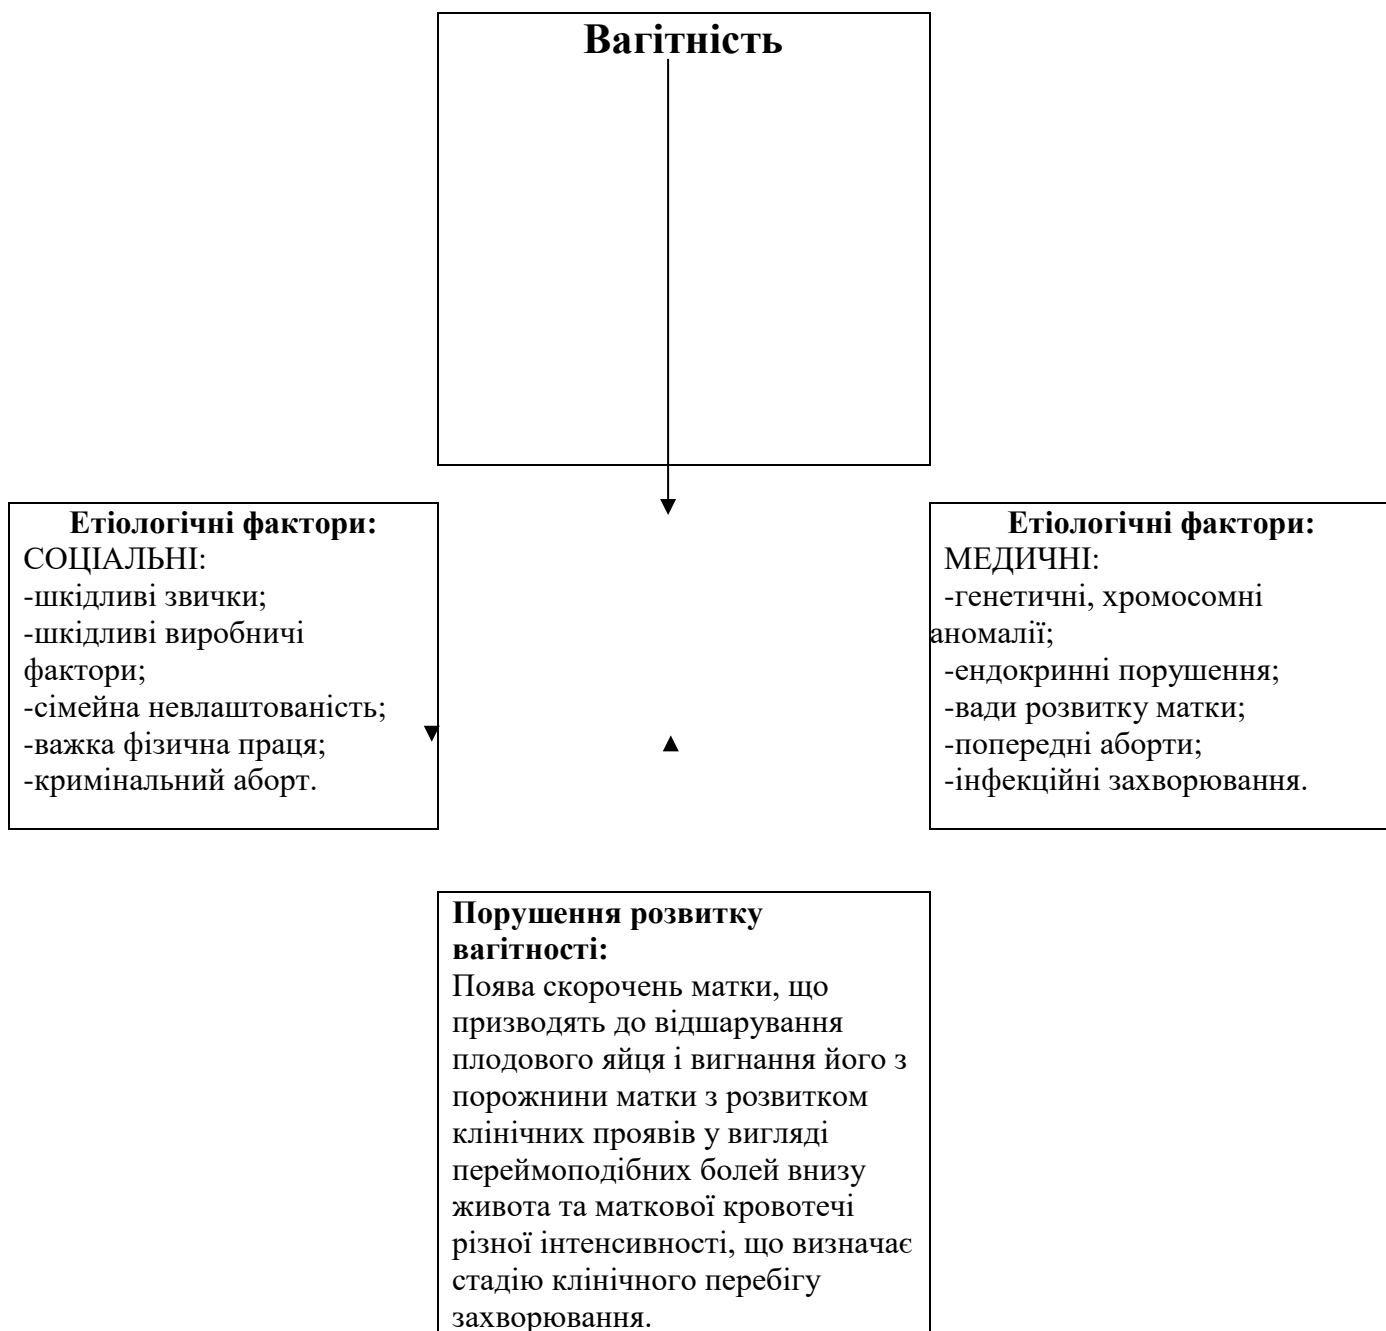 Вагітність
Етіологічні фактори:
СОЦІАЛЬНІ:
-шкідливі звички;
-шкідливі виробничі
фактори;
-сімейна невлаштованість;
-важка фізична праця;
-кримінальний аборт.
Етіологічні фактори:
МЕДИЧНІ:
-генетичні, хромосомні
аномалії;
-ендокринні порушення;
-вади розвитку матки;
-попередні аборти;
-інфекційні захворювання.
Порушення розвитку
вагітності:
Поява скорочень матки, що
призводять до відшарування
плодового яйця і вигнання його з
порожнини матки з розвитком
клінічних проявів у вигляді
переймоподібних болей внизу
живота та маткової кровотечі
різної інтенсивності, що визначає
стадію клінічного перебігу
захворювання.